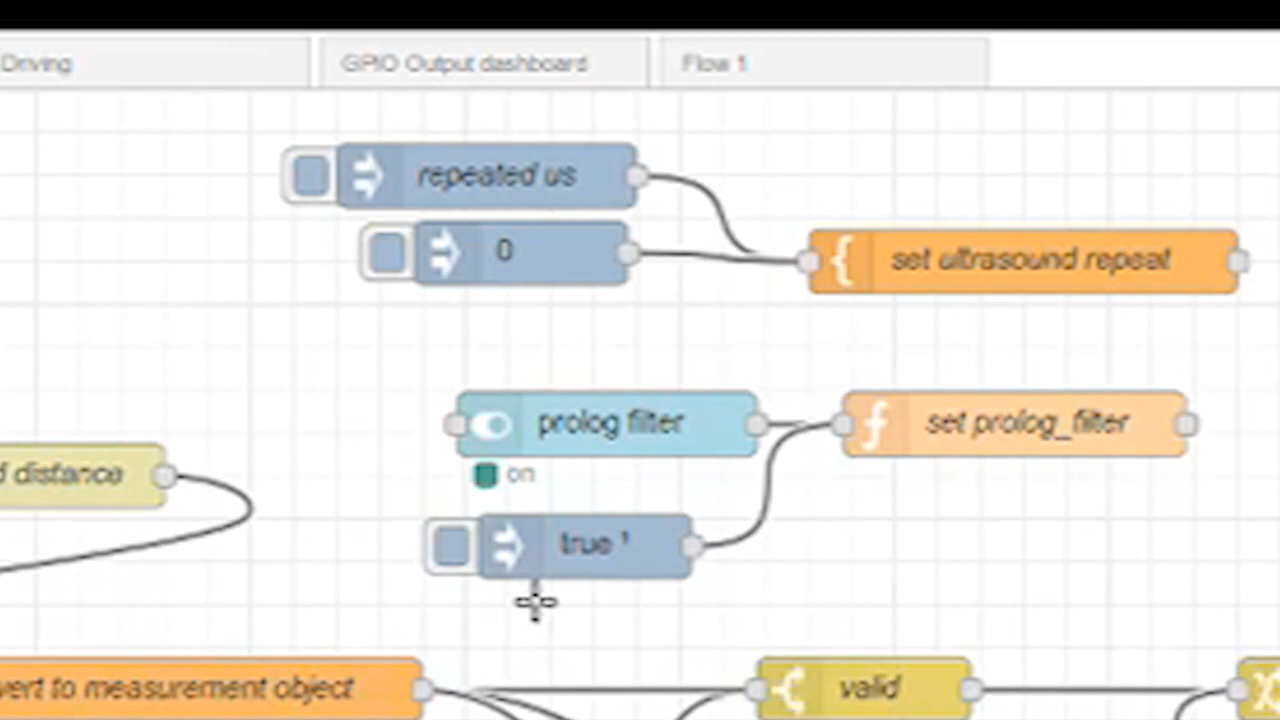 Driving
GPIO Output dashboard
Flow 1
repeated us
0
set ultrasound repeat
prolog filter
set prolog_filter
on
d distance
true ¹
vert to measurement object
valid